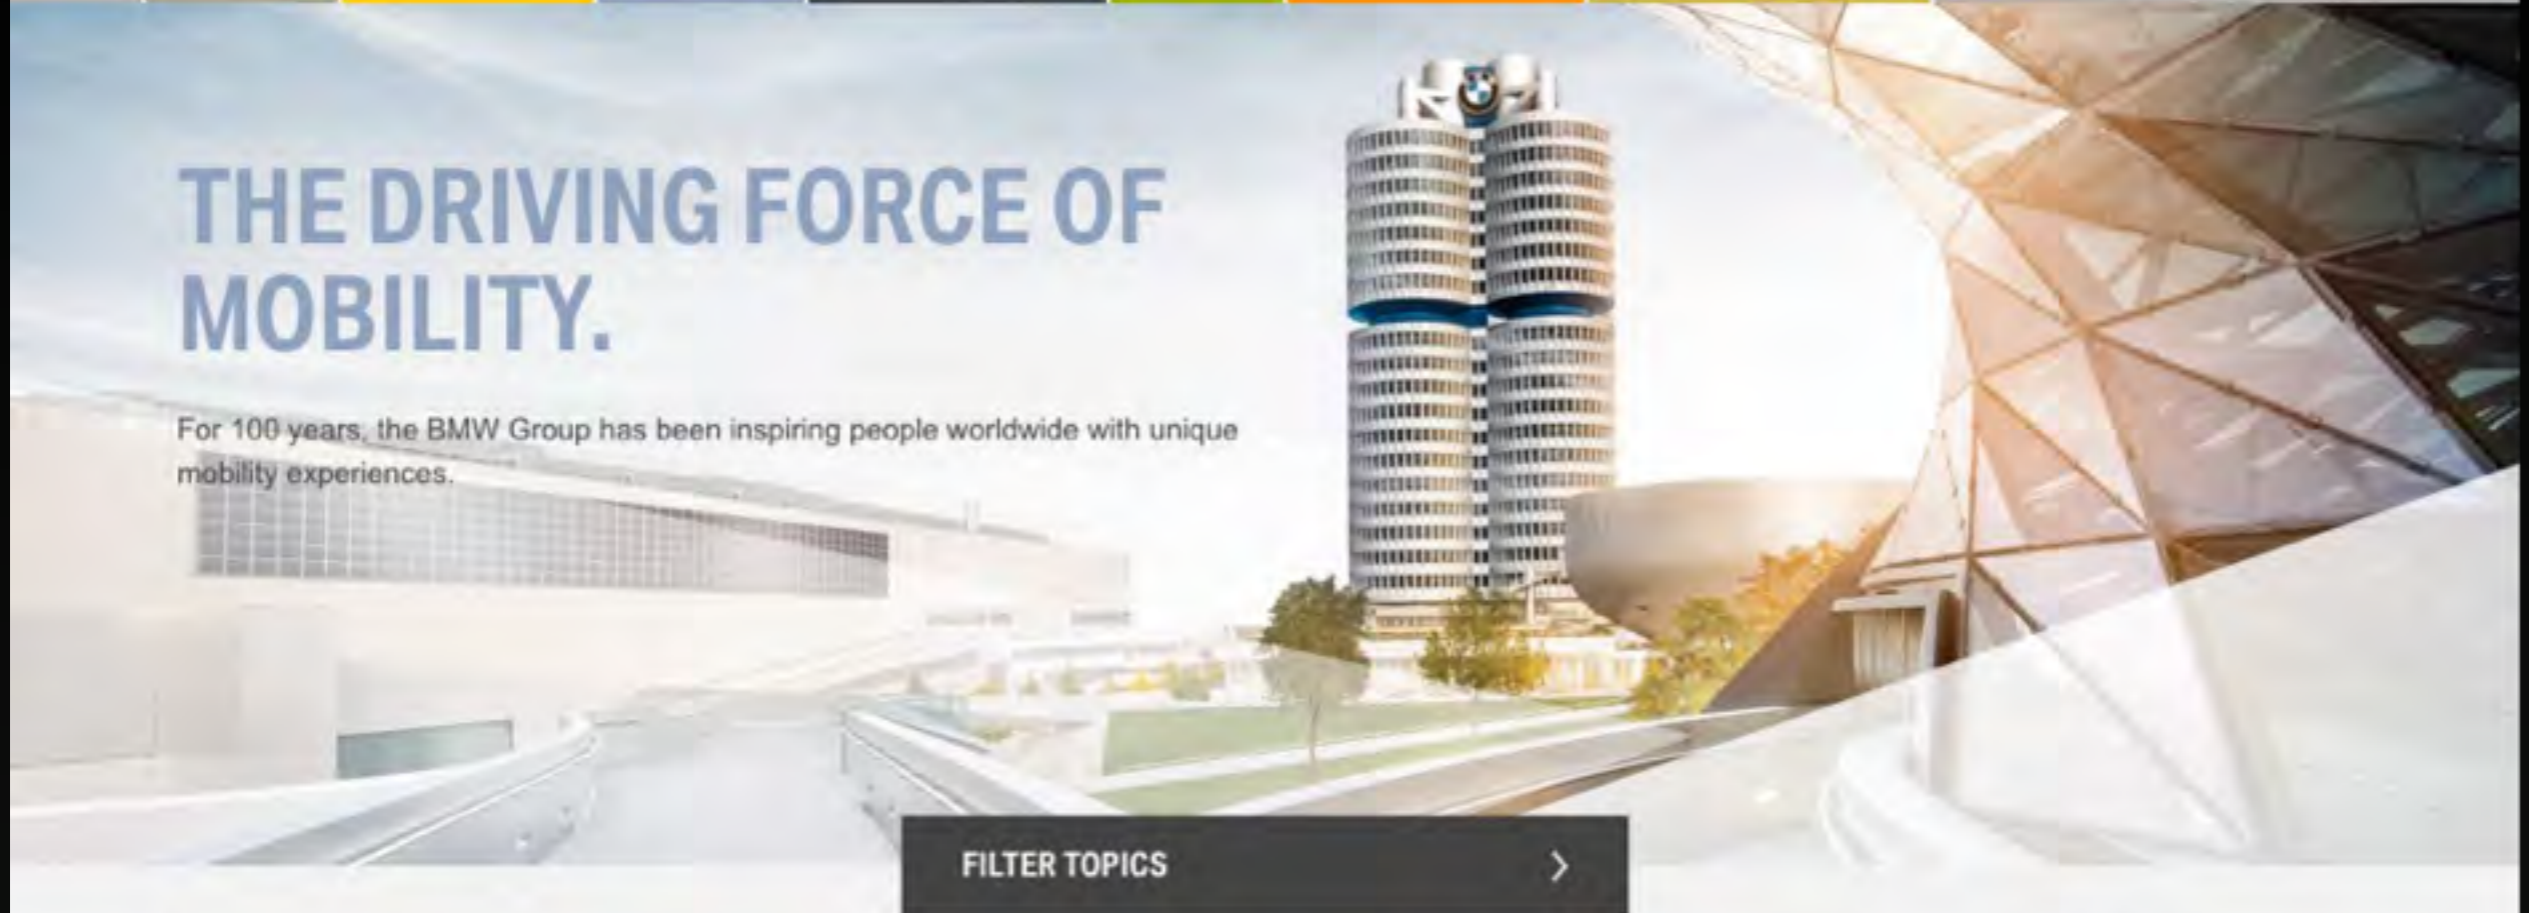 THE DRIVING FORCE OF
MOBILITY.
For 100 years, the BMW Group has been inspiring people worldwide with unique
mobility experiences.
FILTER TOPICS